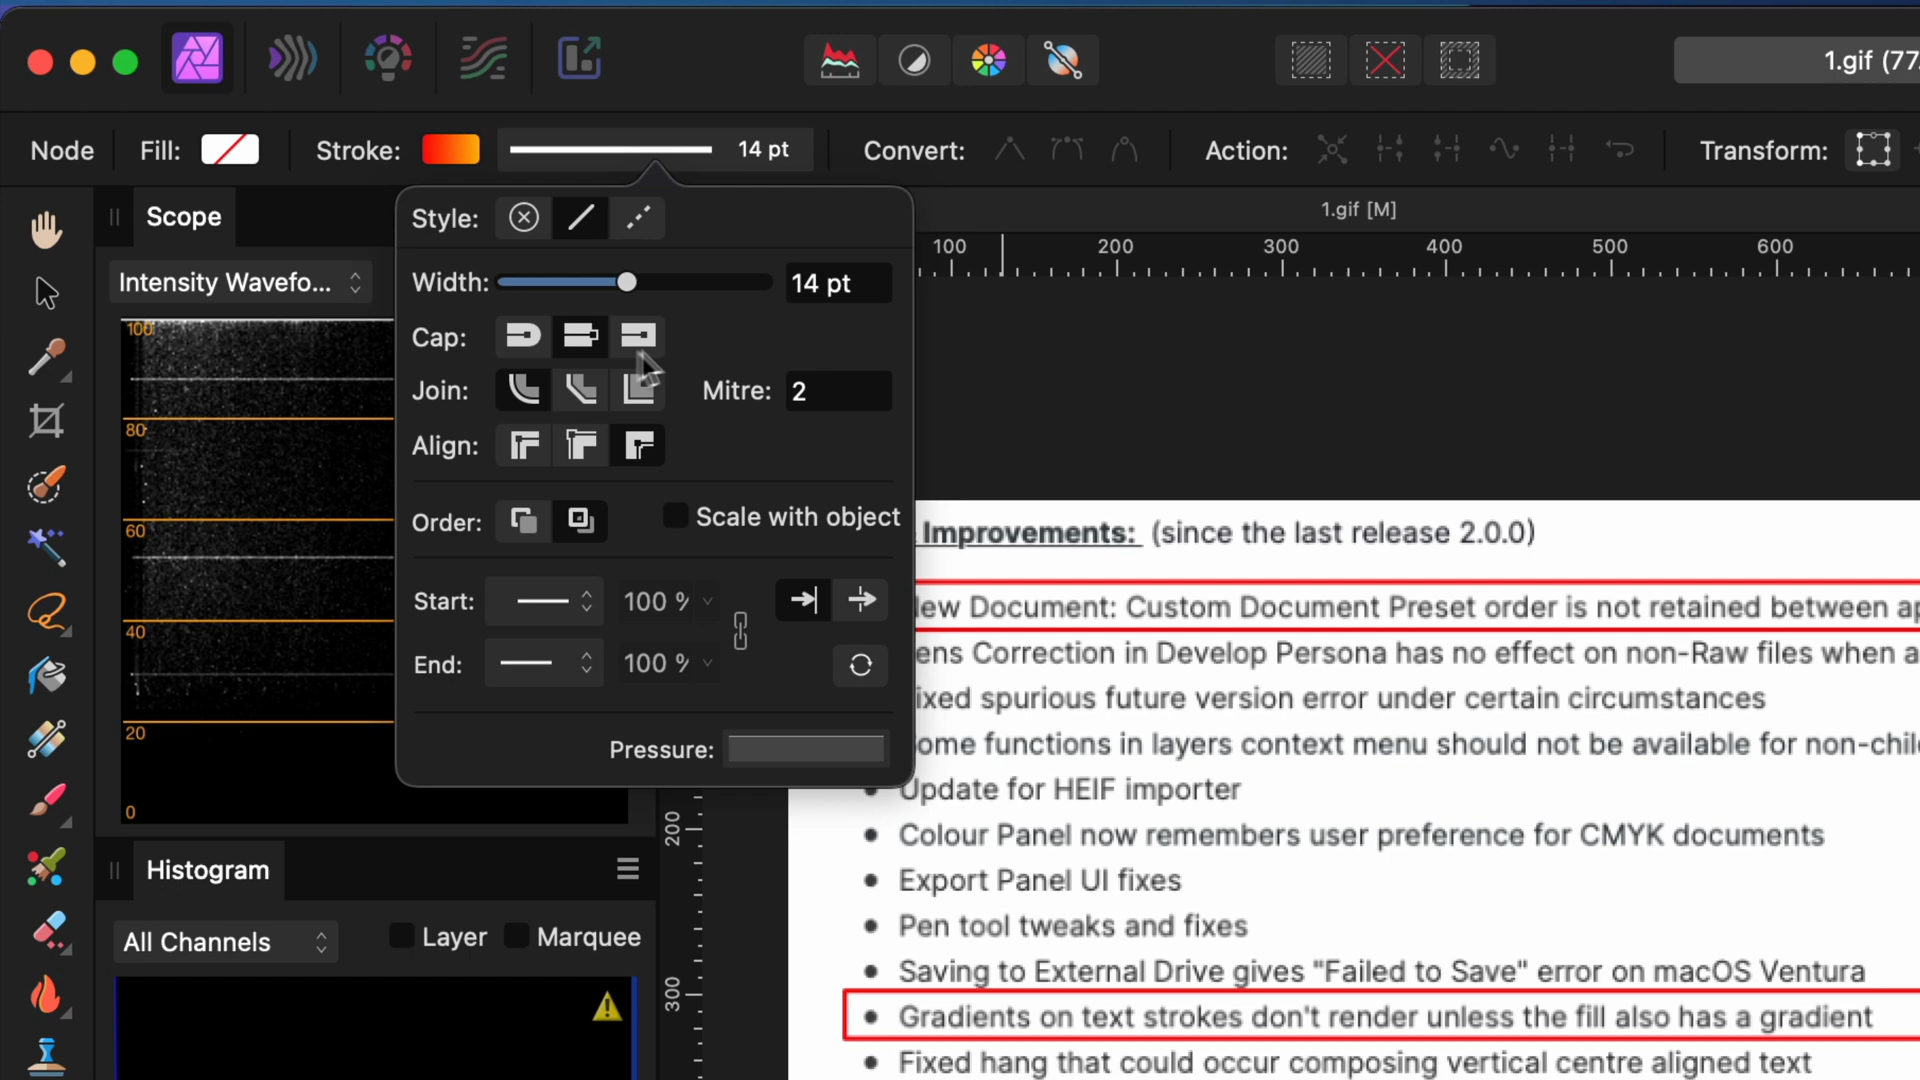 1.gif (77.
Node Fill: Stroke: 14 pt Convert: Action: Transform:
Scope
1.gif [M]
Style:
100 200 300 400 500 600
Intensity Wavefo...
Width: 14 pt
100
Cap:
Join: Mitre: 2
80
Align:
Order: Scale with object
60
Improvements: (since the last release 2.0.0)
Start: 100 %
New Document: Custom Document Preset order is not retained between
40
End: 100 %
Correction in Develop Persona has no effect on non-Raw files when a
ixed spurious future version error under certain circumstances
20
Pressure:
ome functions in layers context menu should not be available for
• Update for HEIF importer
0
200
• Colour Panel now remembers user preference for CMYK documents
Histogram
• Export Panel UI fixes
• Pen tool tweaks and fixes
All Channels Layer Marquee
• Saving to External Drive gives "Failed to Save" error on macOS Ventura
300
• Gradients on text strokes don't render unless the fill also has a gradient
• Fixed hang that could occur composing vertical centre aligned text